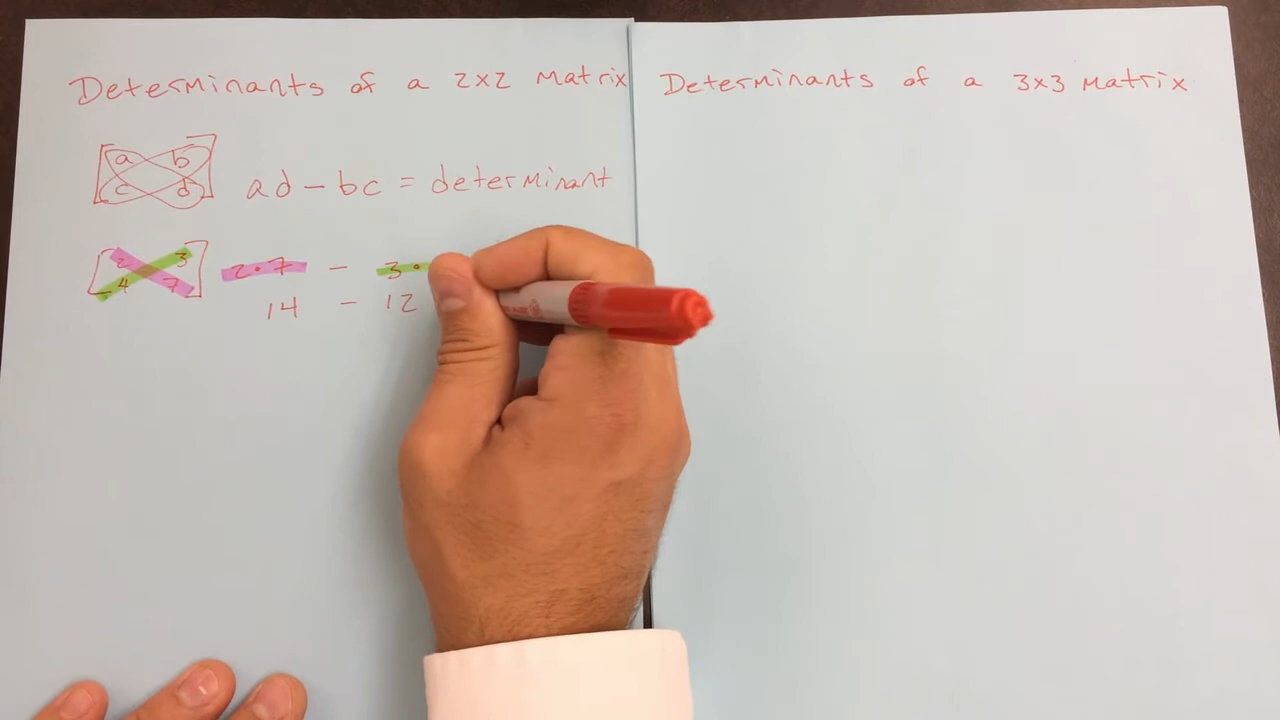 Determinants of a 2x2 Matrix
a b
c d
ad - bc = determinant
2 3 2·7 - 3·
4 7
14 - 12
Determinants of a 3x3 Matrix